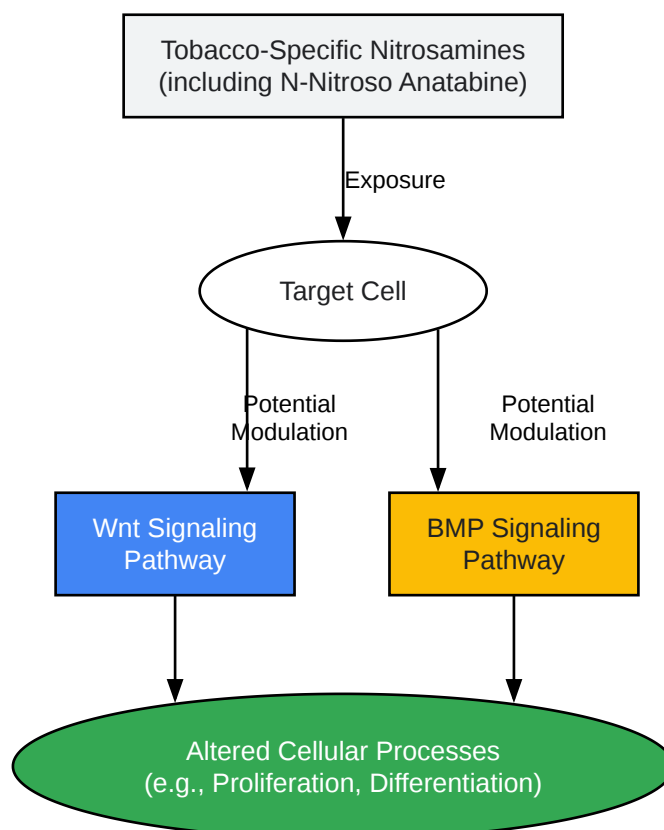 Tobacco-Specific Nitrosamines
(including N-Nitroso Anatabine)
Exposure
Target Cell
Potential
Modulation
Potential
Modulation
Wnt Signaling
Pathway
BMP Signaling
Pathway
Altered Cellular Processes
(e.g., Proliferation, Differentiation)